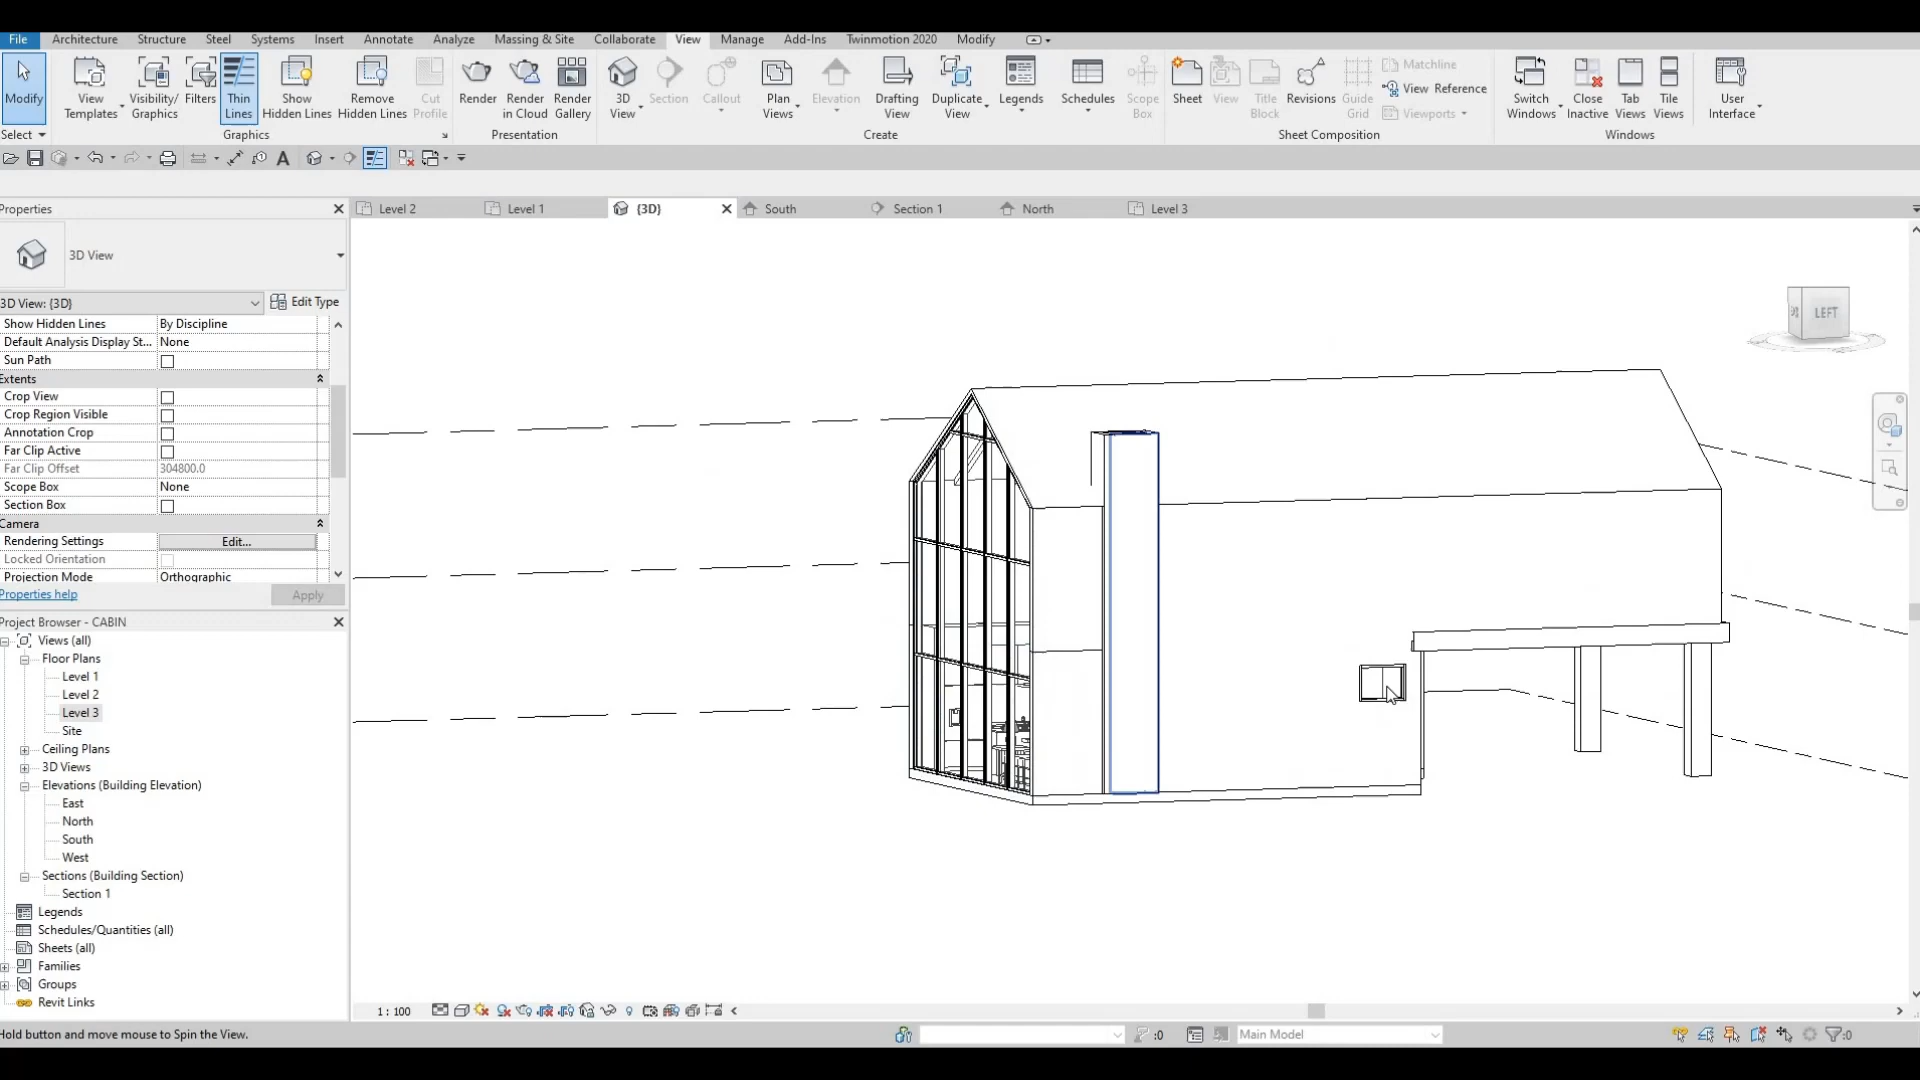 File Architecture Structure Steel Systems Insert Annotate Analyze Massing & Site Collaborate View Manage Add-Ins Twinmotion 2020 Modify
Modify
View Templates
Visibility/ Graphics
Filters
Thin Lines
Show Hidden Lines
Remove Hidden Lines
Cut Profile
Render
Render in Cloud
Render Gallery
3D View
Section
Callout
Plan Views
Elevation
Drafting View
Duplicate View
Legends
Schedules
Scope Box
Sheet
View
Title Block
Revisions
Guide Grid
Matchline
View Reference
Viewports
Switch Windows
Close Inactive
Tab Views
Tile Views
User Interface
Select Graphics Presentation Create Sheet Composition Windows
Properties
Level 2 Level 1 {3D} South Section 1 North Level 3
3D View
3D View: {3D} Edit Type
Show Hidden Lines By Discipline
Default Analysis Display St... None
Sun Path
Extents
Crop View
Crop Region Visible
Annotation Crop
Far Clip Active
Far Clip Offset 304800.0
Scope Box None
Section Box
Camera
Rendering Settings Edit...
Locked Orientation
Projection Mode Orthographic
Properties help Apply
Project Browser - CABIN
Views (all)
Floor Plans
Level 1
Level 2
Level 3
Site
Ceiling Plans
3D Views
Elevations (Building Elevation)
East
North
South
West
Sections (Building Section)
Section 1
Legends
Schedules/Quantities (all)
Sheets (all)
Families
Groups
Revit Links
LEFT
1 : 100
Hold button and move mouse to Spin the View.
:0
Main Model
:0